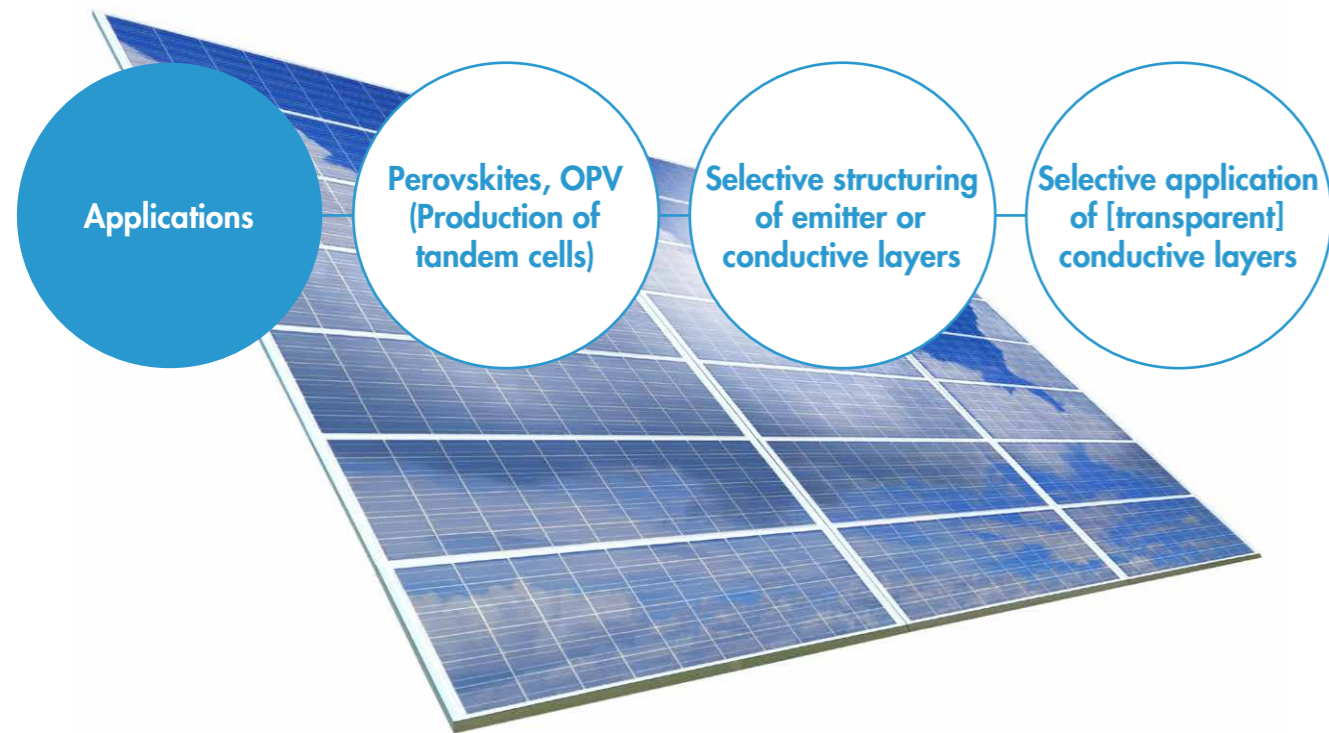 Applications
Perovskites, OPV
(Production of
tandem cells)
Selective structuring
of emitter or
conductive layers
Selective application
of [transparent]
conductive layers